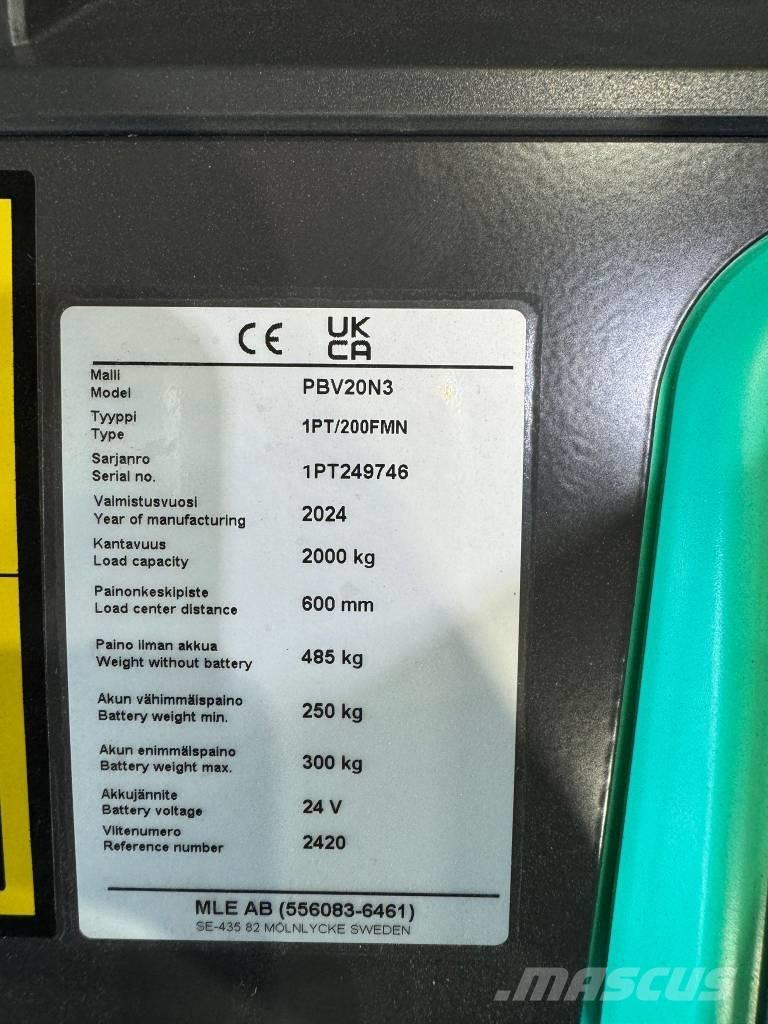 CE UK
CA
Malli
Model PBV20N3
Tyyppi
Type 1PT/200FMN
Sarjanro
Serial no. 1PT249746
Valmistusvuosi
Year of manufacturing 2024
Kantavuus
Load capacity 2000 kg
Painonkeskipiste
Load center distance 600 mm
Paino ilman akkua
Weight without battery 485 kg
Akun vähimmäispaino
Battery weight min. 250 kg
Akun enimmäispaino
Battery weight max. 300 kg
Akkujännite
Battery voltage 24 V
Viitenumero
Reference number 2420
MLE AB (556083-6461)
SE-435 82 MÖLNLYCKE SWEDEN
MASCUS